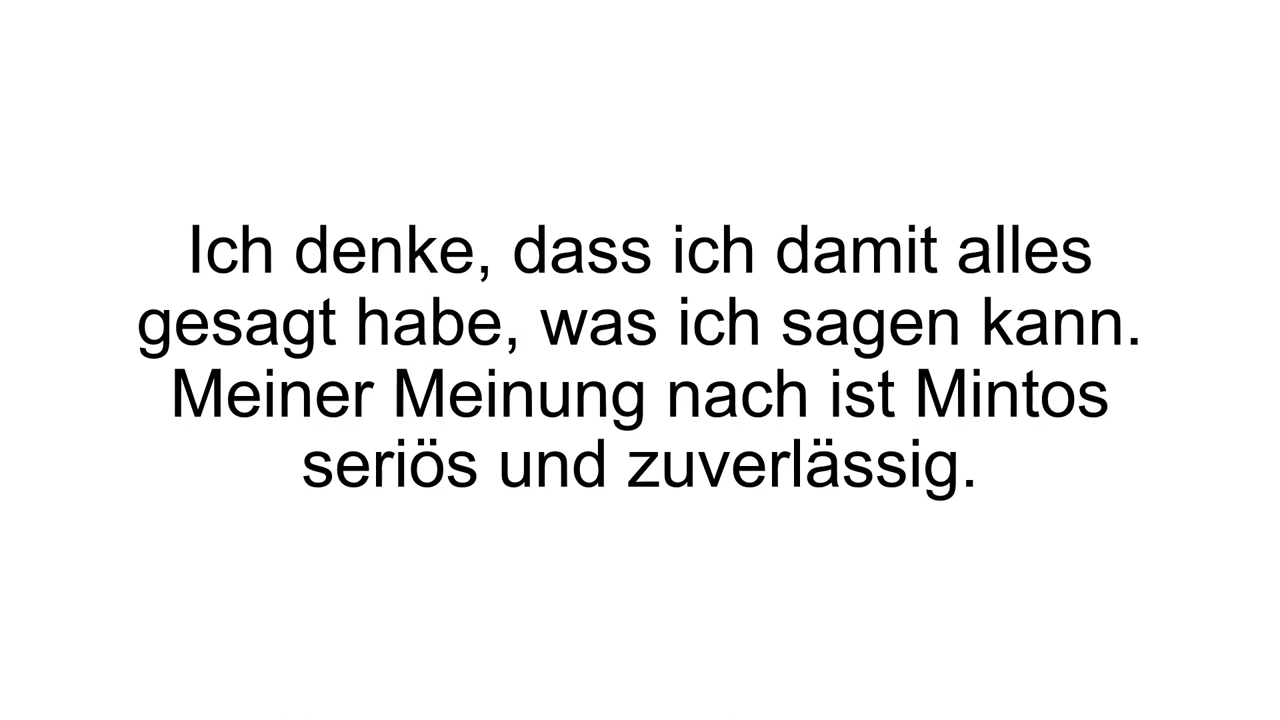 Ich denke, dass ich damit alles
gesagt habe, was ich sagen kann.
Meiner Meinung nach ist Mintos
seriös und zuverlässig.